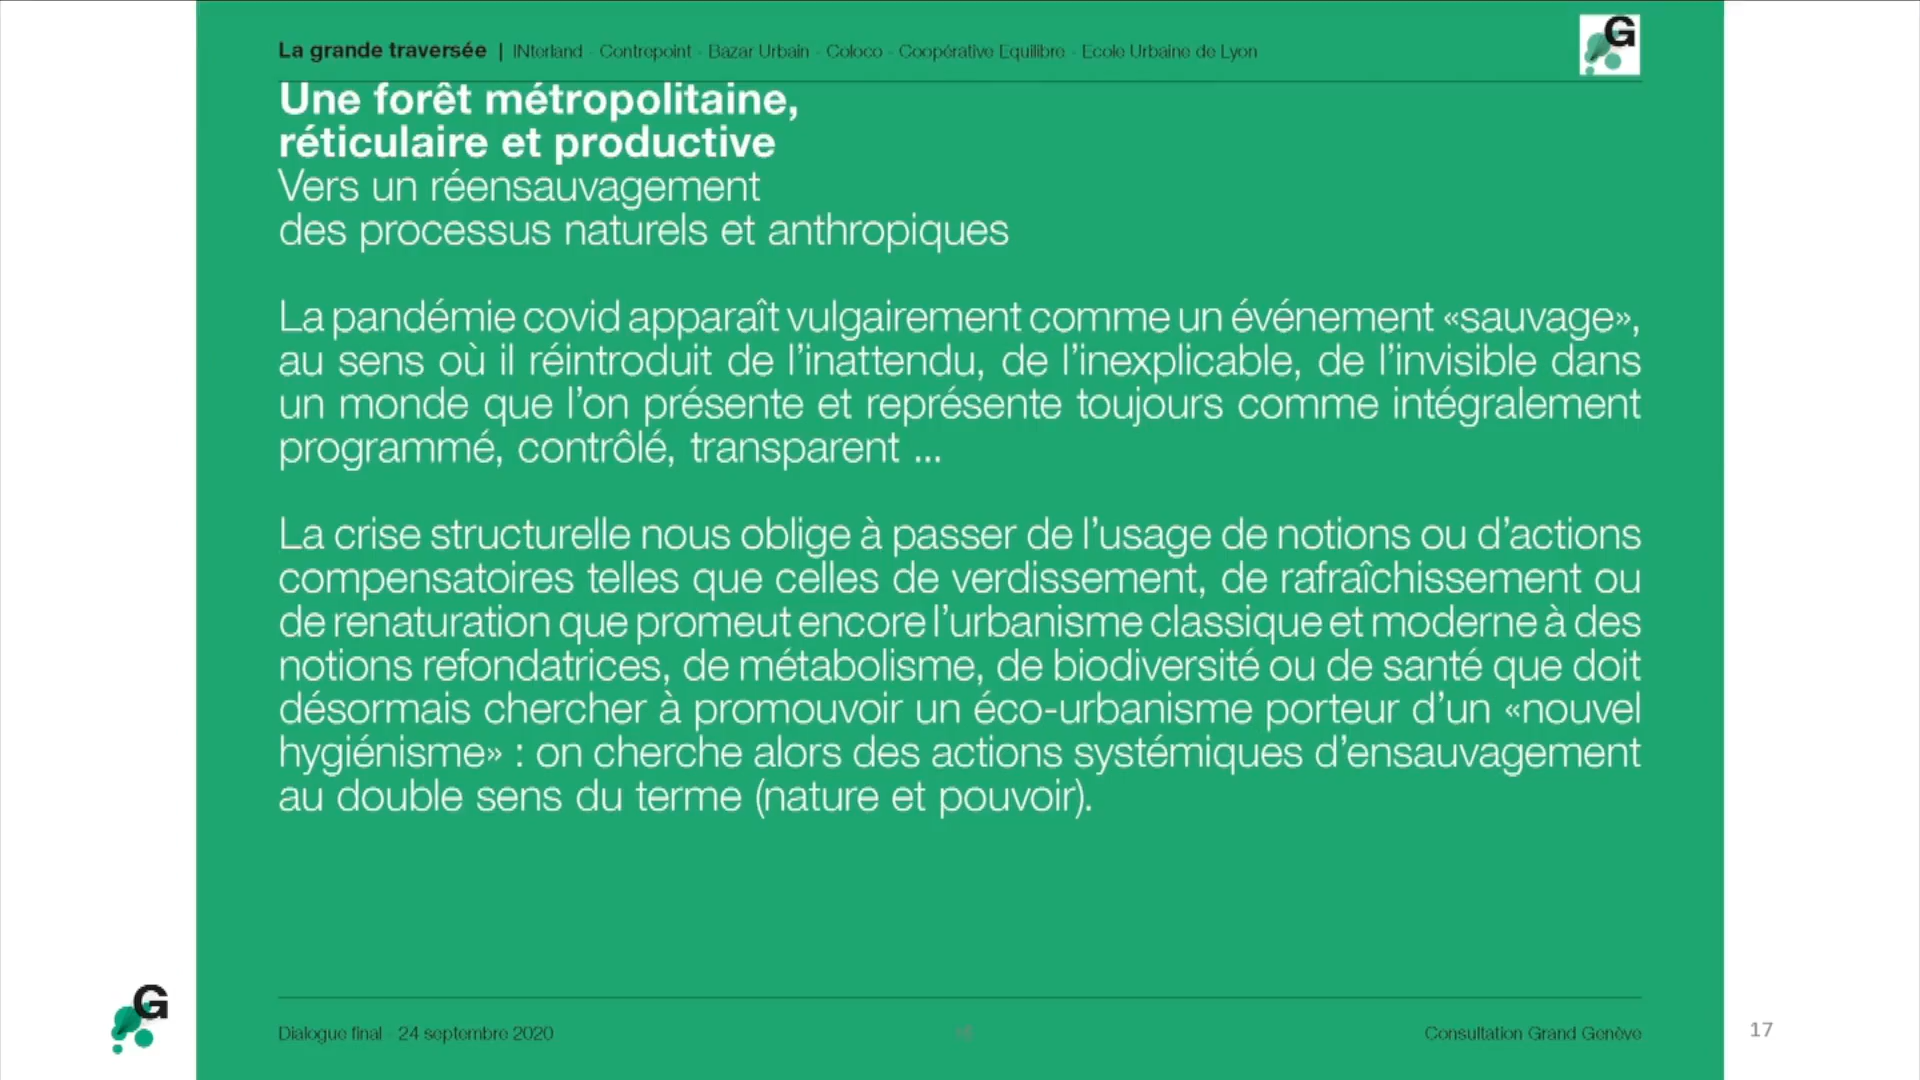 La grande traversée | INterland - Contrepoint - Bazar Urbain - Coloco - Coopérative Equilibre - Ecole Urbaine de Lyon
G
Une forêt métropolitaine,
réticulaire et productive
Vers un réensauvagement
des processus naturels et anthropiques
La pandémie covid apparaît vulgairement comme un événement «sauvage»,
au sens où il réintroduit de l’inattendu, de l’inexplicable, de l’invisible dans
un monde que l’on présente et représente toujours comme intégralement
programmé, contrôlé, transparent ...
La crise structurelle nous oblige à passer de l’usage de notions ou d’actions
compensatoires telles que celles de verdissement, de rafraîchissement ou
de renaturation que promeut encore l’urbanisme classique et moderne à des
notions refondatrices, de métabolisme, de biodiversité ou de santé que doit
désormais chercher à promouvoir un éco-urbanisme porteur d’un «nouvel
hygiénisme» : on cherche alors des actions systémiques d’ensauvagement
au double sens du terme (nature et pouvoir).
G
Dialogue final - 24 septembre 2020
Consultation Grand Genève
17